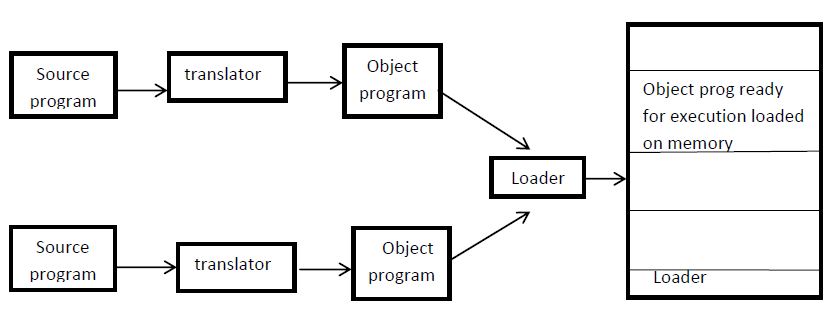 Source
program
translator
Object
program
Loader
Object prog ready
for execution loaded
on memory
Source
program
translator
Object
program
Loader